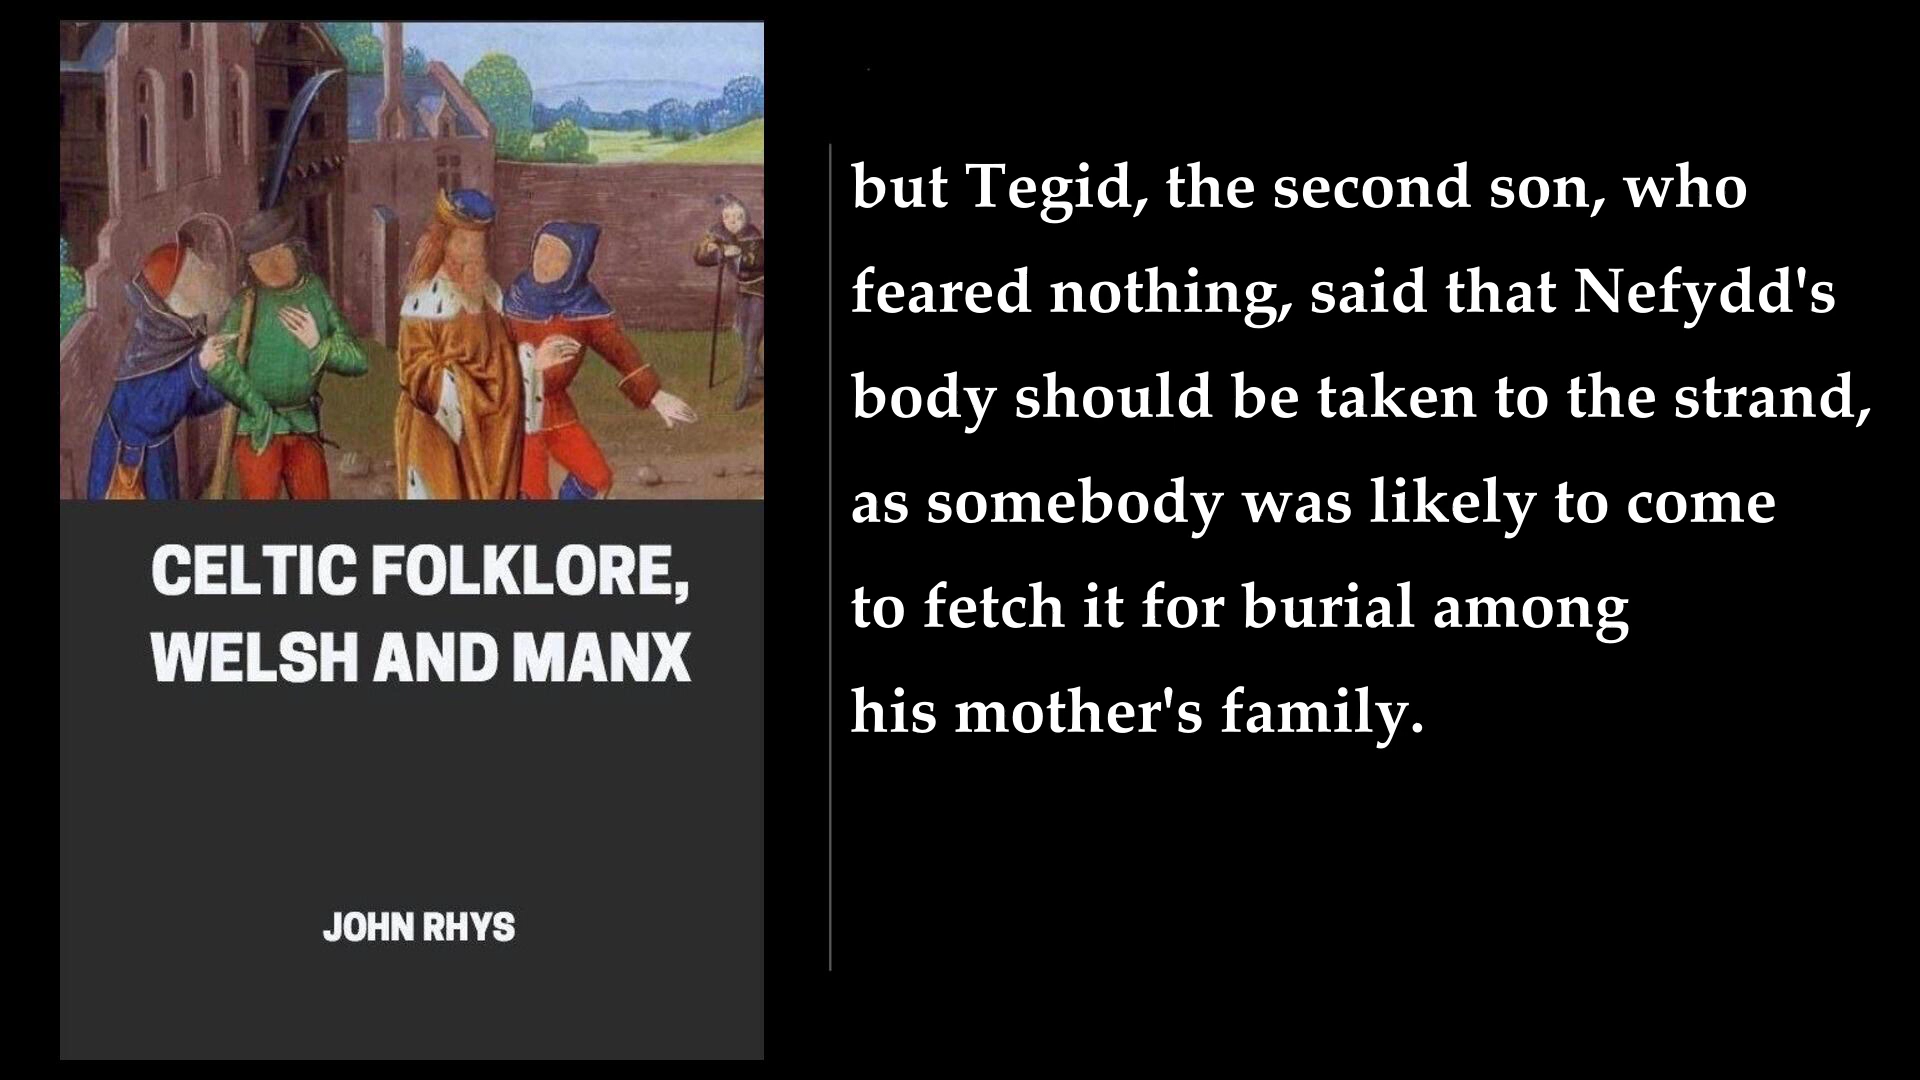 CELTIC FOLKLORE,
WELSH AND MANX
JOHN RHYS
but Tegid, the second son, who
feared nothing, said that Nefydd's
body should be taken to the strand,
as somebody was likely to come
to fetch it for burial among
his mother's family.